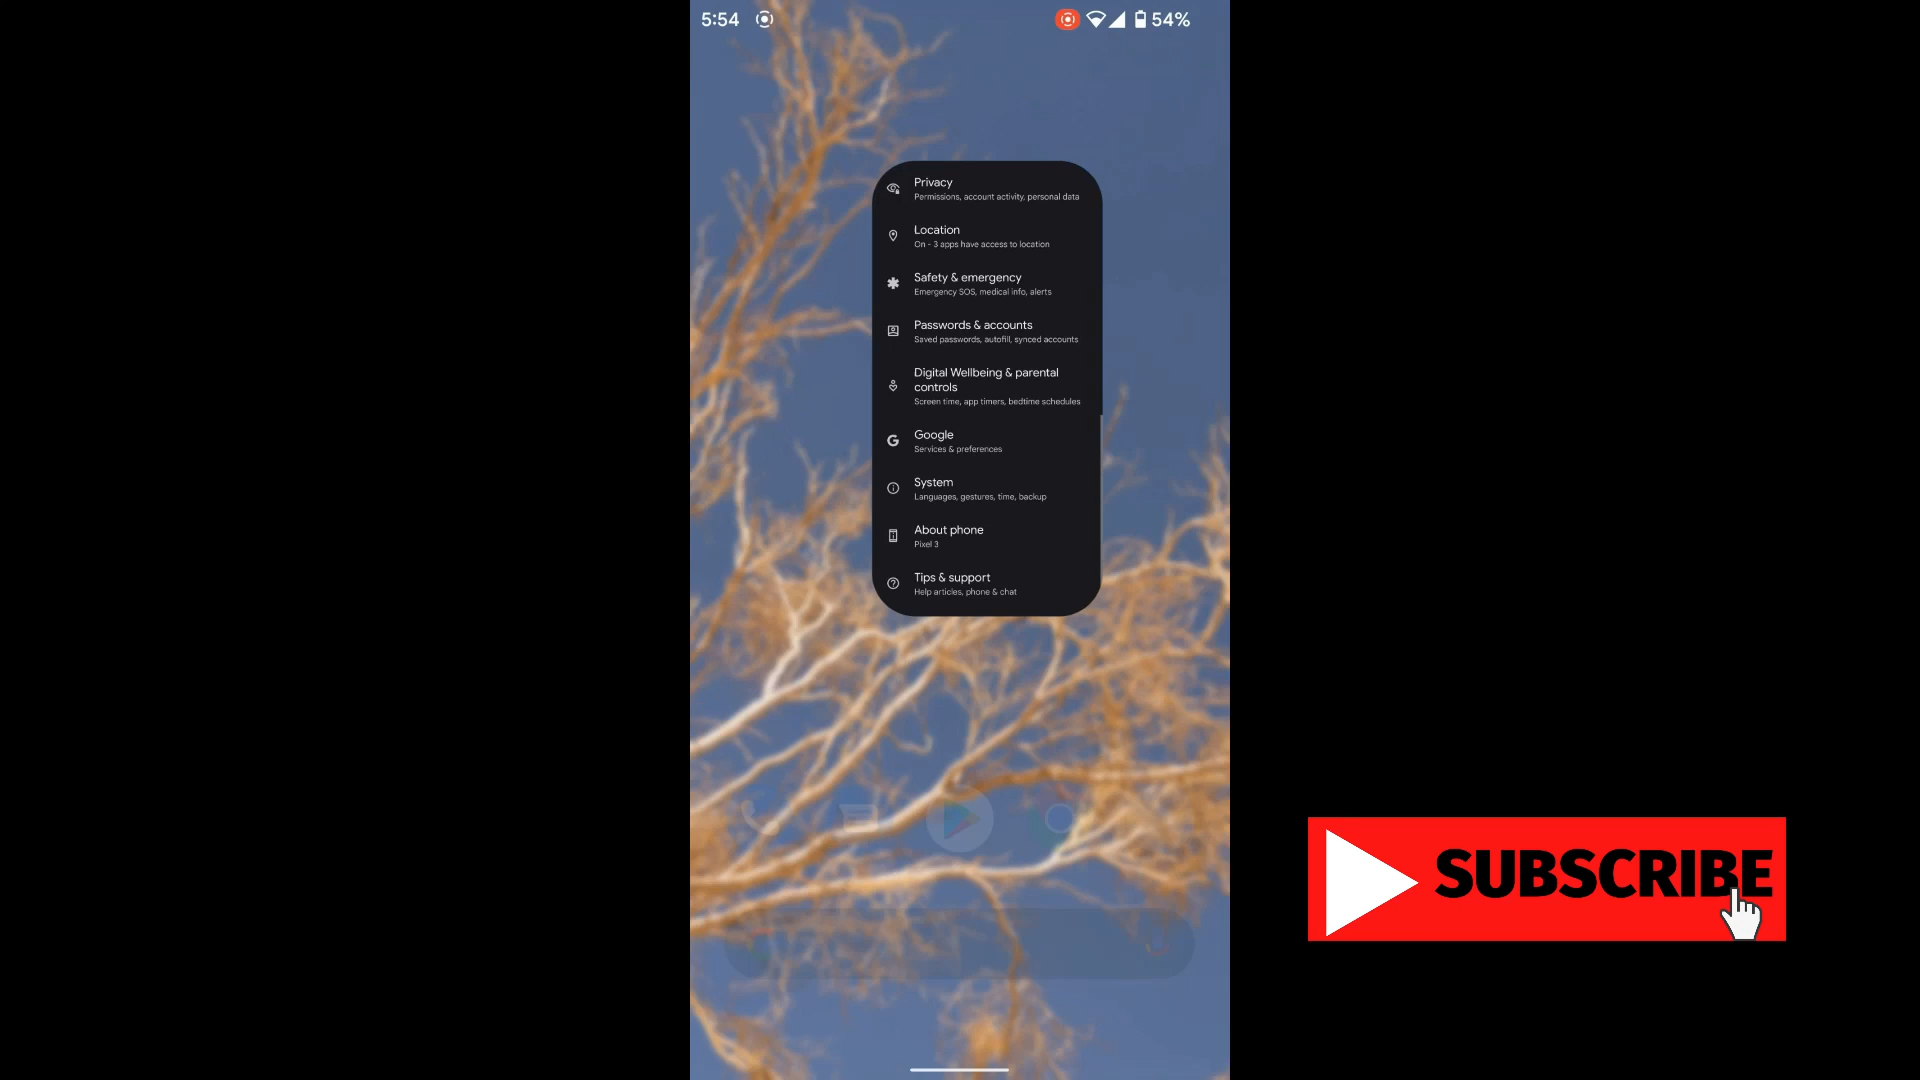 5:54
54%
Privacy
Permissions, account activity, personal data
Location
On - 3 apps have access to location
Safety & emergency
Emergency SOS, medical info, alerts
Passwords & accounts
Saved passwords, autofill, synced accounts
Digital Wellbeing & parental
controls
Screen time, app timers, bedtime schedules
Google
Services & preferences
System
Languages, gestures, time, backup
About phone
Pixel 3
Tips & support
Help articles, phone & chat
SUBSCRIBE